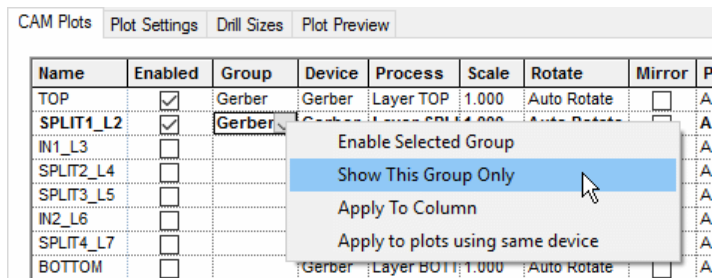 CAM Plots Plot Settings Drill Sizes Plot Preview
Name Enabled Group Device Process Scale Rotate Mirror
TOP Gerber Gerber Layer TOP 1.000 Auto Rotate
SPLIT1_L2 Gerber
Enable Selected Group
IN1_L3
SPLIT2_L4
Show This Group Only
SPLIT3_L5
Apply To Column
IN2_L6
SPLIT4_L7
Apply to plots using same device
BOTTOM Gerber Layer BOTT 1.000 Auto Rotate